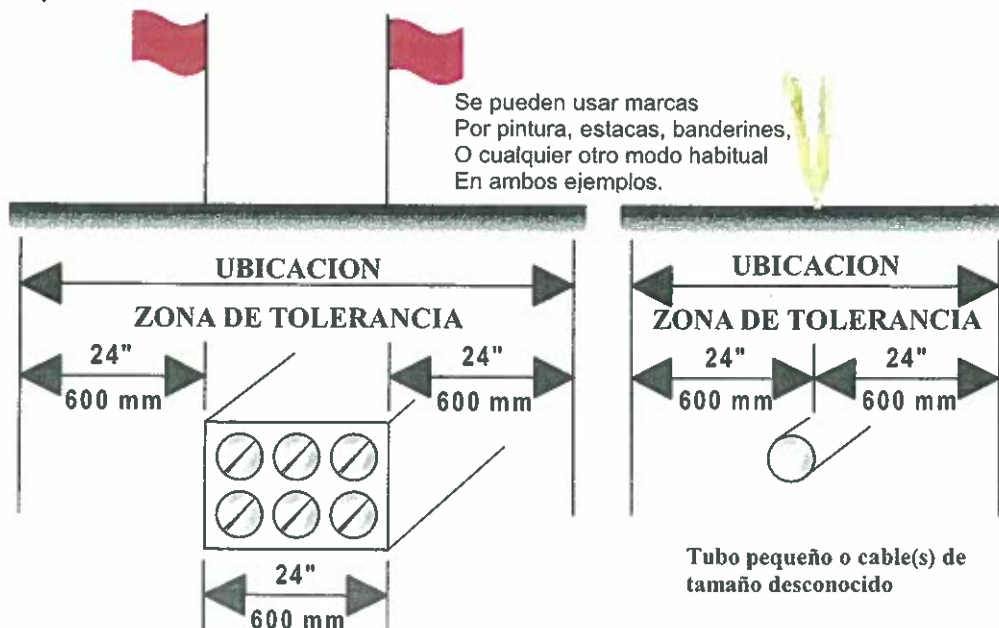 Se pueden usar marcas
Por pintura, estacas, banderines,
O cualquier otro modo habitual
En ambos ejemplos.
UBICACION
ZONA DE TOLERANCIA
24"
600 mm
24"
600 mm
24"
600 mm
UBICACION
ZONA DE TOLERANCIA
24"
600 mm
24"
600 mm
Tubo pequeño o cable(s) de
tamaño desconocido